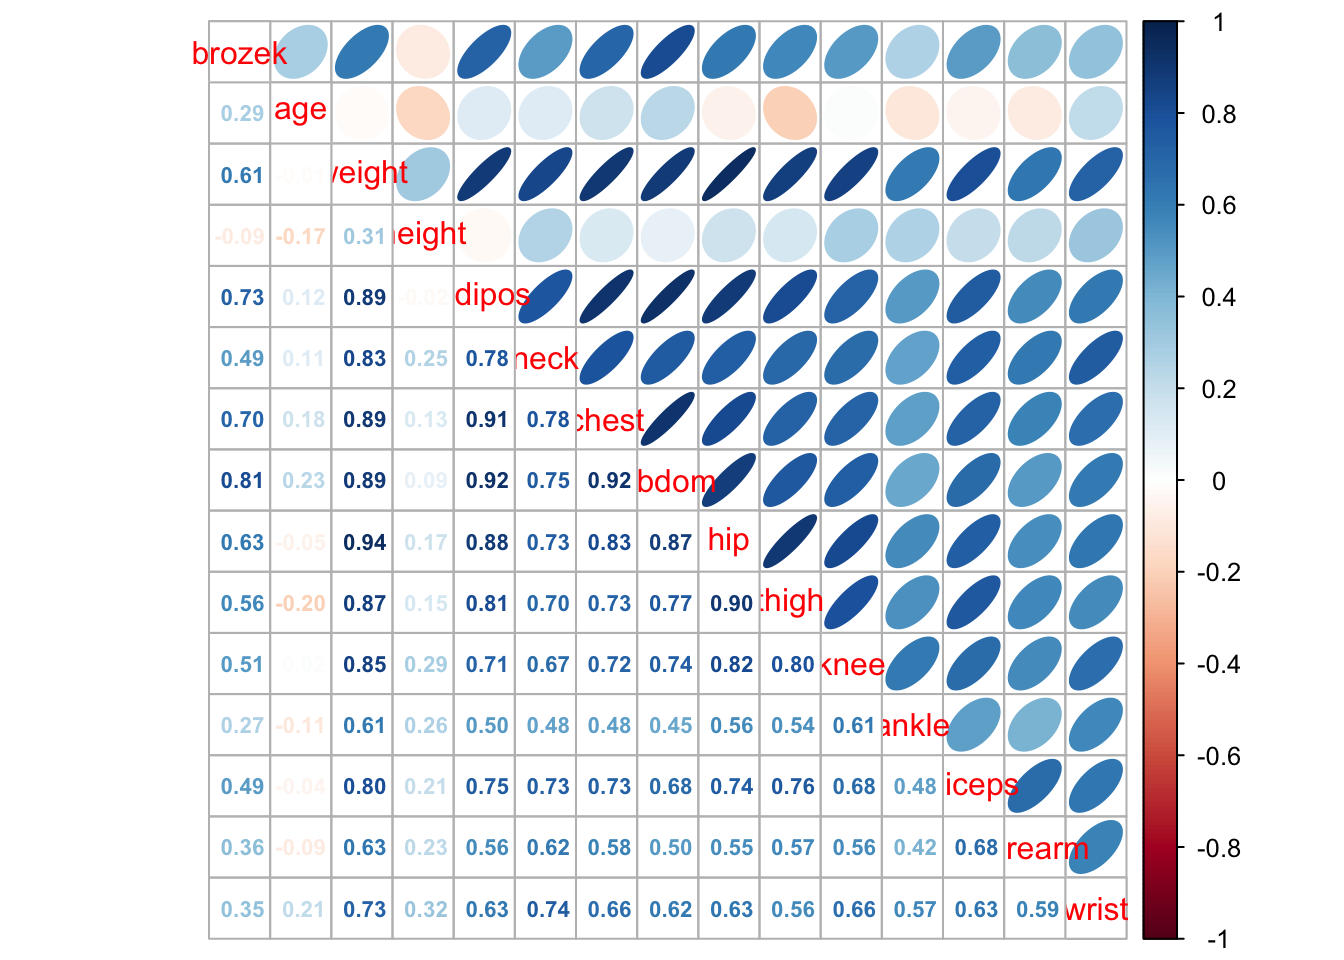 brozek 1
0.29 age 0.8
0.61 -0.01 weight 0.6
-0.09 -0.17 0.31 eight
0.73 0.12 0.89 -0.02 dipos 0.4
0.49 0.11 0.83 0.25 0.78 neck 0.2
0.70 0.18 0.89 0.13 0.91 0.78 chest
0.81 0.23 0.89 0.09 0.92 0.75 0.92 bdom 0
0.63 -0.05 0.94 0.17 0.88 0.73 0.83 0.87 hip -0.2
0.56 -0.20 0.87 0.15 0.81 0.70 0.73 0.77 0.90 thigh
0.51 0.02 0.85 0.29 0.71 0.67 0.72 0.74 0.82 0.80 knee -0.4
0.27 -0.11 0.61 0.26 0.50 0.48 0.48 0.45 0.56 0.54 0.61 ankle -0.6
0.49 -0.04 0.80 0.21 0.75 0.73 0.73 0.68 0.74 0.76 0.68 0.48 iceps
0.36 -0.09 0.63 0.23 0.56 0.62 0.58 0.50 0.55 0.57 0.56 0.42 0.68 rearm -0.8
0.35 0.21 0.73 0.32 0.63 0.74 0.66 0.62 0.63 0.56 0.66 0.57 0.63 0.59 wrist -1